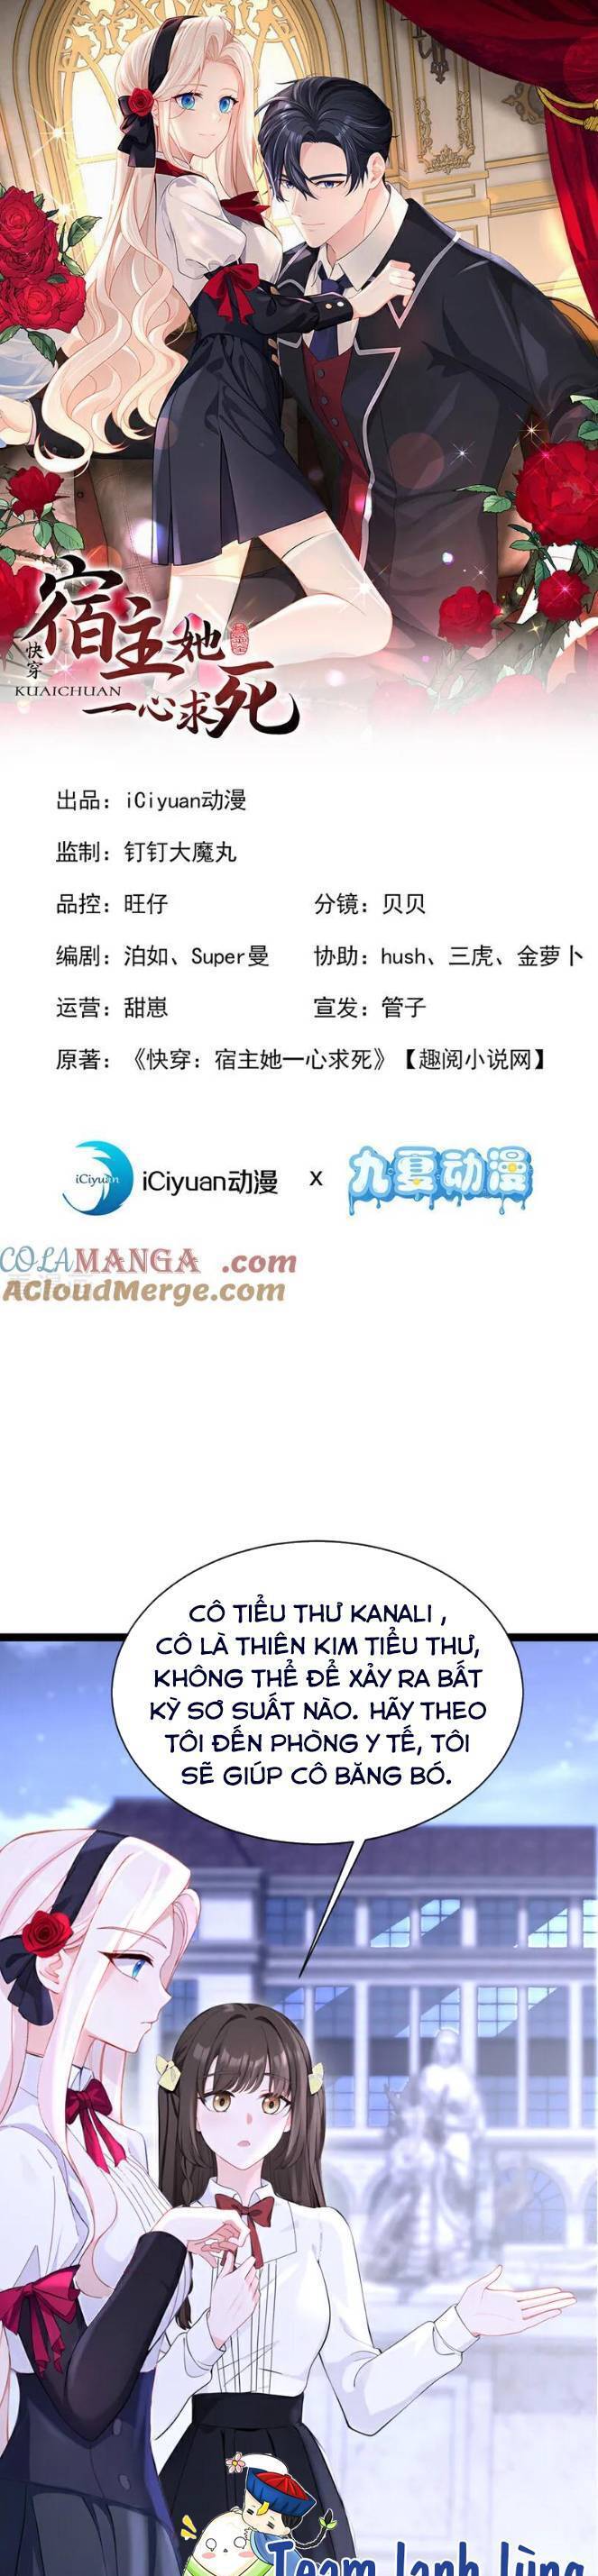 快穿
宿主她
一心求死
KUAICHUAN
出品：iCiyuan动漫
监制：钉钉大魔丸
品控：旺仔 分镜：贝贝
编剧：泊如、Super曼 协助：hush、三虎、金萝卜
运营：甜崽 宣发：管子
原著：《快穿：宿主她一心求死》【趣阅小说网】
iCiyuan iCiyuan动漫 x 九夏动漫
COLAMANGA .com
ACloudMerge.com
CÔ TIỂU THƯ KANALI ,
CÔ LÀ THIÊN KIM TIỂU THƯ,
KHÔNG THỂ ĐỂ XẢY RA BẤT
KỲ SƠ SUẤT NÀO. HÃY THEO
TÔI ĐẾN PHÒNG Y TẾ, TÔI
SẼ GIÚP CÔ BĂNG BÓ.
Team lạnh lùng